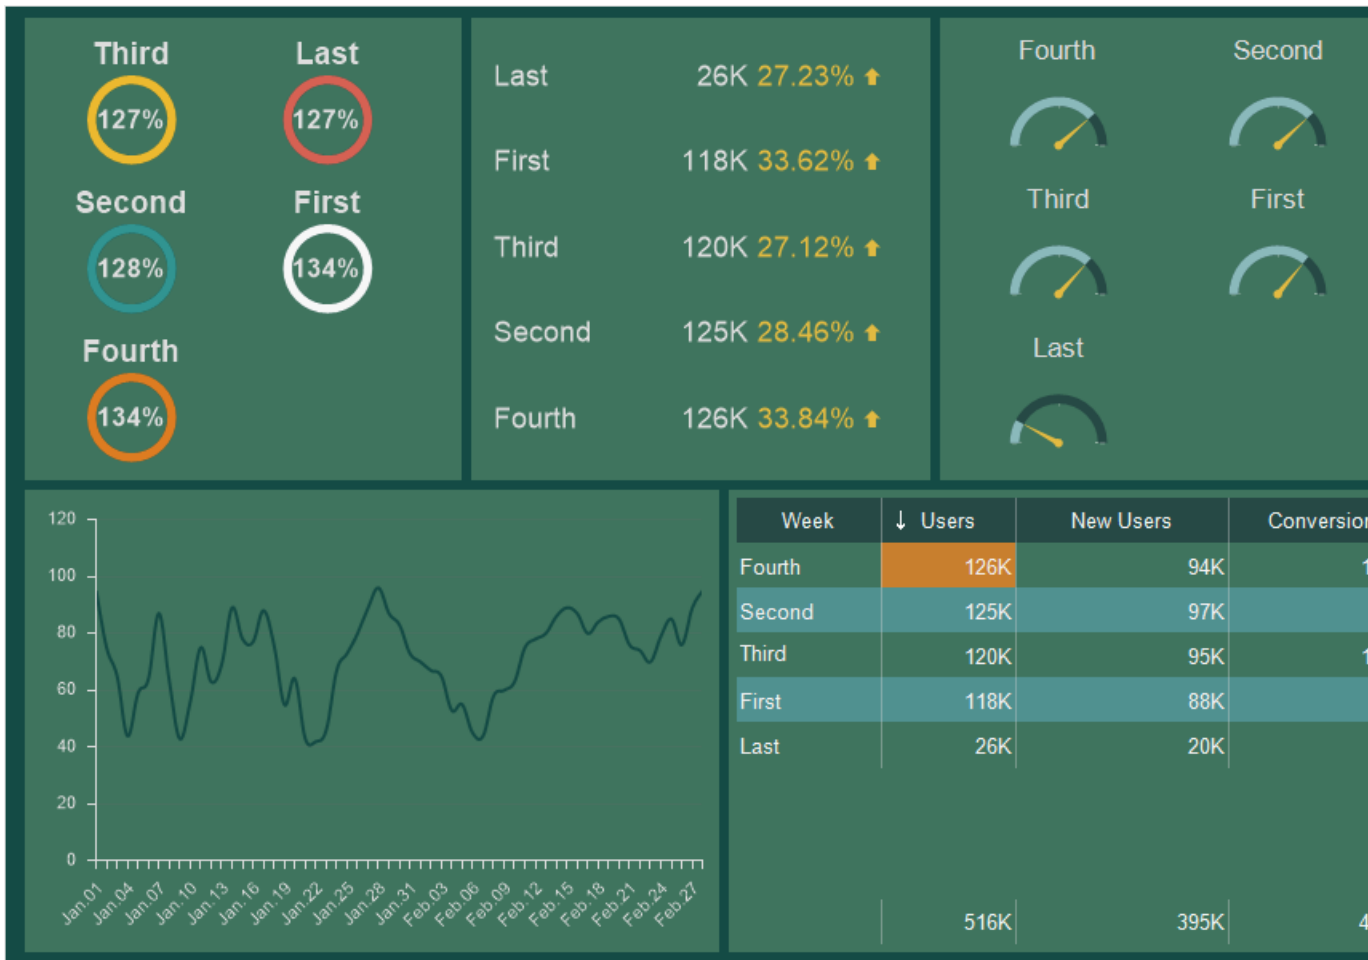 Third Last
127% 127%
Second First
128% 134%
Fourth
134%
Last 26K 27.23%
First 118K 33.62%
Third 120K 27.12%
Second 125K 28.46%
Fourth 126K 33.84%
Fourth Second
Third First
Last
120
100
80
60
40
20
0
Jan.01 Jan.04 Jan.07 Jan.10 Jan.13 Jan.16 Jan.19 Jan.22 Jan.25 Jan.28 Jan.31 Feb.03 Feb.06 Feb.09 Feb.12 Feb.15 Feb.18 Feb.21 Feb.24 Feb.27
Week ↓ Users New Users Conversion
Fourth 126K 94K 1
Second 125K 97K
Third 120K 95K 1
First 118K 88K
Last 26K 20K
516K 395K 4